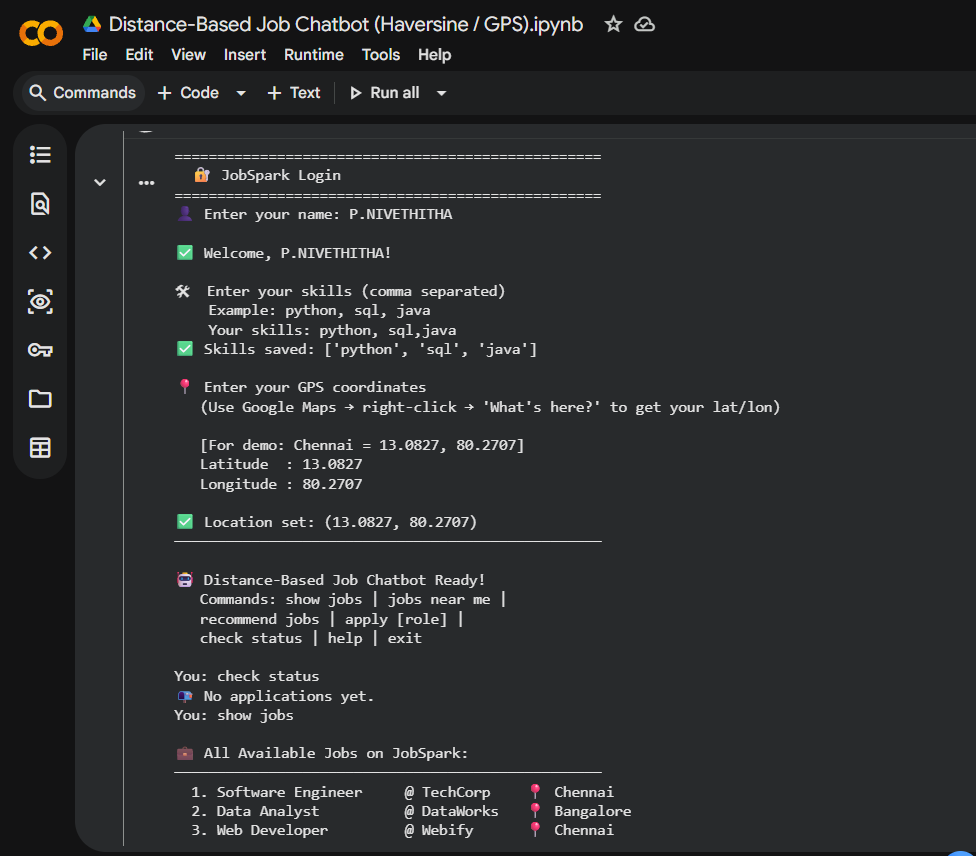 Distance-Based Job Chatbot (Haversine / GPS).ipynb
File Edit View Insert Runtime Tools Help
Commands + Code + Text Run all
==================================================
🔐 JobSpark Login
==================================================
👤 Enter your name: P.NIVETHITHA
✅ Welcome, P.NIVETHITHA!
🛠 Enter your skills (comma separated)
Example: python, sql, java
Your skills: python, sql,java
✅ Skills saved: ['python', 'sql', 'java']
📍 Enter your GPS coordinates
(Use Google Maps → right-click → 'What's here?' to get your lat/lon)
[For demo: Chennai = 13.0827, 80.2707]
Latitude : 13.0827
Longitude : 80.2707
✅ Location set: (13.0827, 80.2707)
──────────────────────────────────────────────────
🤖 Distance-Based Job Chatbot Ready!
Commands: show jobs | jobs near me |
recommend jobs | apply [role] |
check status | help | exit
You: check status
📭 No applications yet.
You: show jobs
💼 All Available Jobs on JobSpark:
──────────────────────────────────────────────────
1. Software Engineer @ TechCorp 📍 Chennai
2. Data Analyst @ DataWorks 📍 Bangalore
3. Web Developer @ Webify 📍 Chennai